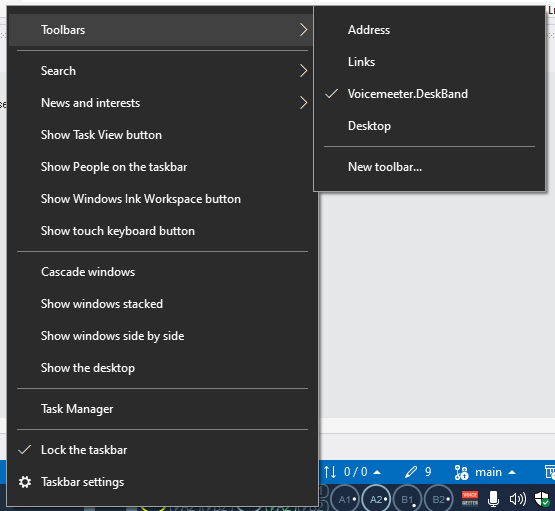 Toolbars
Address
Links
Voicemeeter.DeskBand
Desktop
New toolbar...
Search
News and interests
Show Task View button
Show People on the taskbar
Show Windows Ink Workspace button
Show touch keyboard button
Cascade windows
Show windows stacked
Show windows side by side
Show the desktop
Task Manager
Lock the taskbar
Taskbar settings
0 / 0
9
main
A1
A2
B1
B2